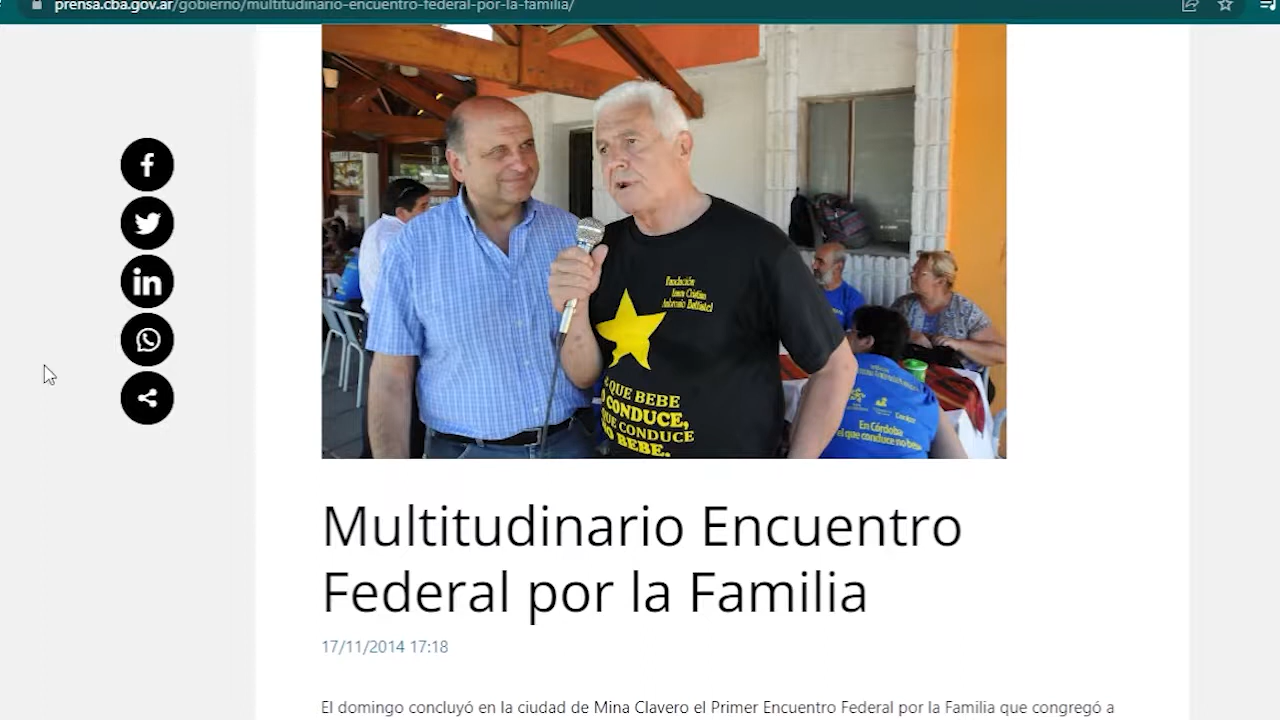 prensa.cba.gov.ar/gobierno/multitudinario-encuentro-federal-por-la-familia/
Fundación
QUE BEBE
CONDUCE,
QUE CONDUCE
NO BEBE.
En Córdoba
el que conduce no bebe
Multitudinario Encuentro
Federal por la Familia
17/11/2014 17:18
El domingo concluyó en la ciudad de Mina Clavero el Primer Encuentro Federal por la Familia que congregó a